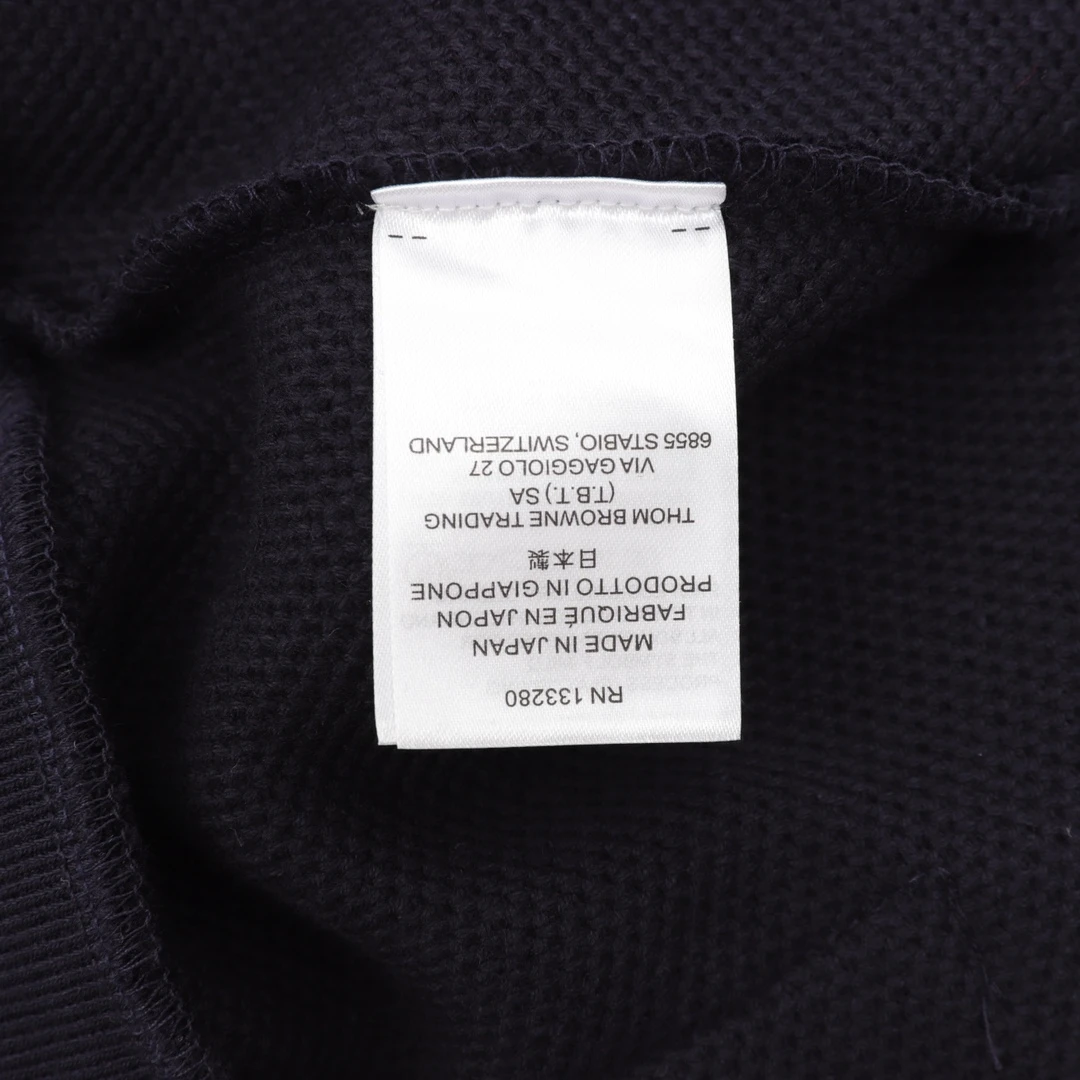 RN 133280
MADE IN JAPAN
FABRIQUÉ EN JAPON
PRODOTTO IN GIAPPONE
日本製
THOM BROWNE TRADING
(T.B.T.) SA
VIA GAGGIOLO 27
6855 STABIO, SWITZERLAND